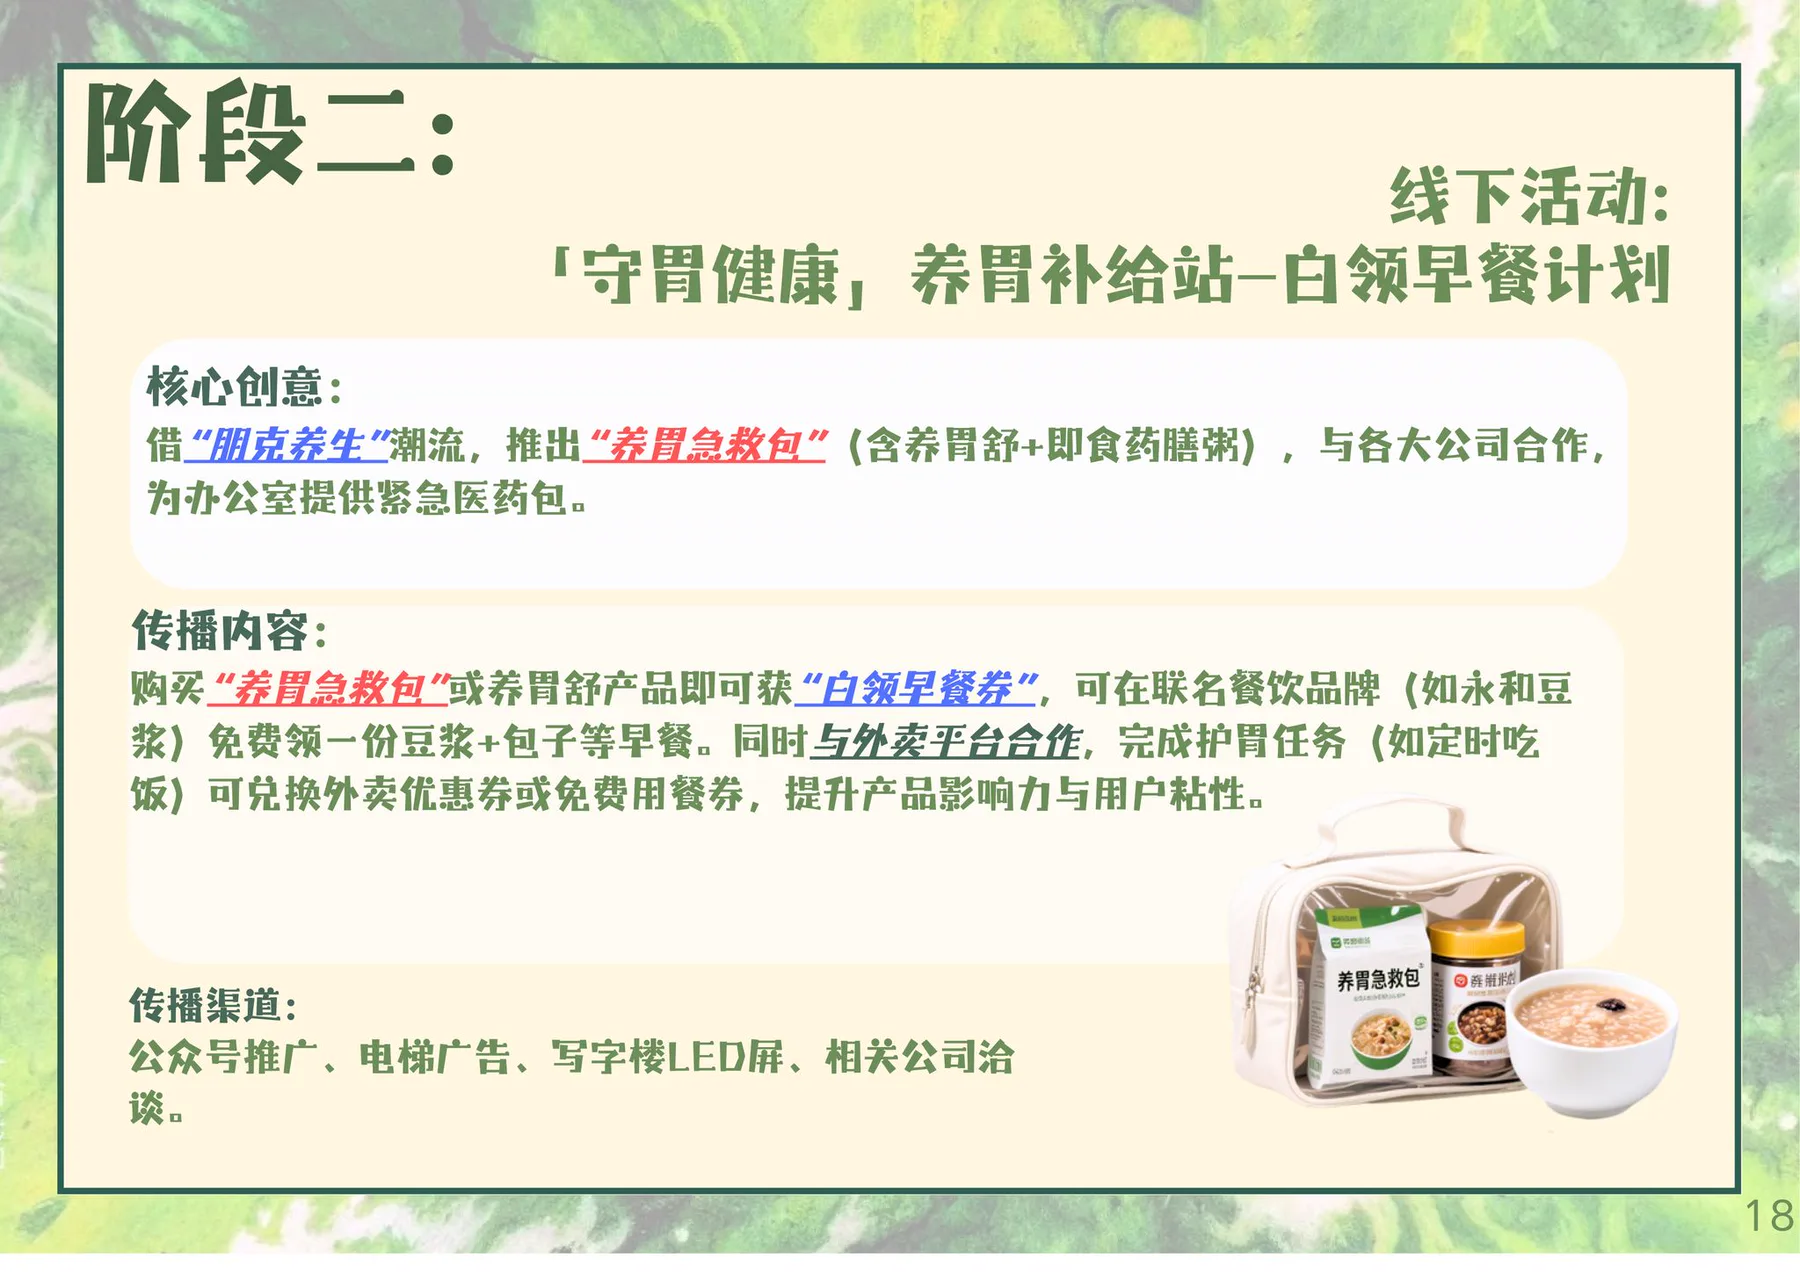 阶段二：
线下活动：
「守胃健康」养胃补给站—白领早餐计划
核心创意：
借“朋克养生”潮流，推出“养胃急救包”（含养胃舒+即食药膳粥），与各大公司合作，
为办公室提供紧急医药包。
传播内容：
购买“养胃急救包”或养胃舒产品即可获“白领早餐券”，可在联名餐饮品牌（如永和豆
浆）免费领一份豆浆+包子等早餐。同时与外卖平台合作，完成护胃任务（如定时吃
饭）可兑换外卖优惠券或免费用餐券，提升产品影响力与用户粘性。
养胃急救包
传播渠道：
公众号推广、电梯广告、写字楼LED屏、相关公司洽
谈。
18